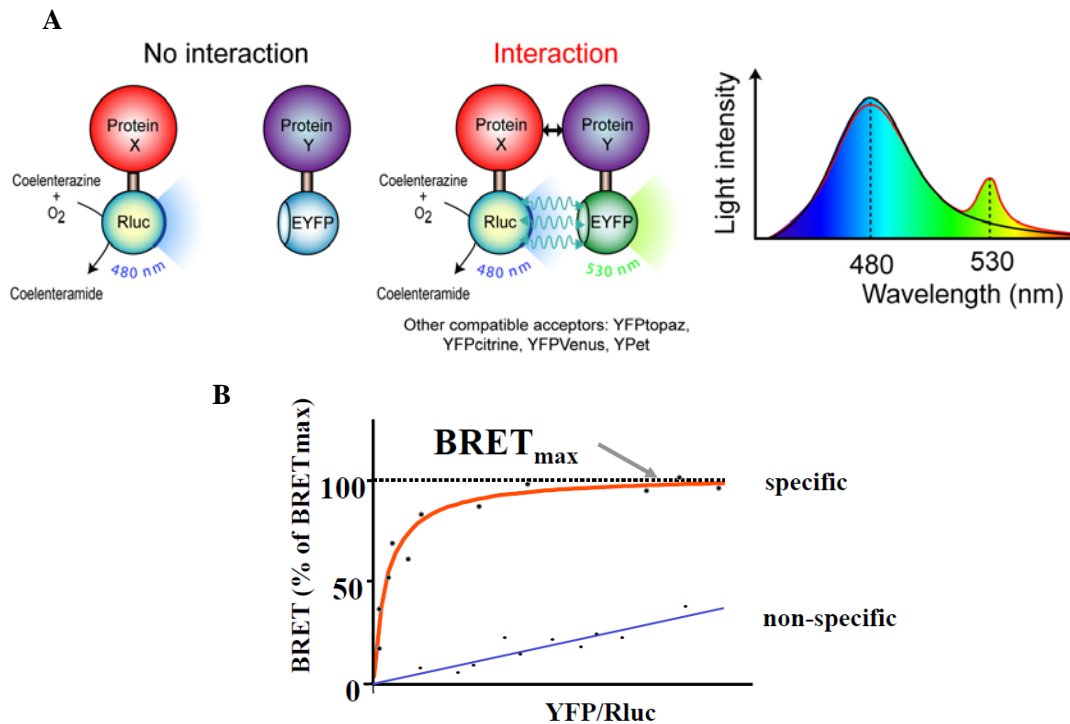 A
No interaction
Interaction
Protein
X
Protein
Y
Coelenterazine
+
O2
Rluc
EYFP
480 nm
Coelenteramide
Protein
X
Protein
Y
Coelenterazine
+
O2
Rluc
EYFP
480 nm
530 nm
Coelenteramide
Other compatible acceptors: YFPtopaz,
YFPcitrine, YFPVenus, YPet
Light intensity
480
530
Wavelength (nm)
B
BRET (% of BRETmax)
BRETmax
100
50
0
specific
non-specific
YFP/Rluc